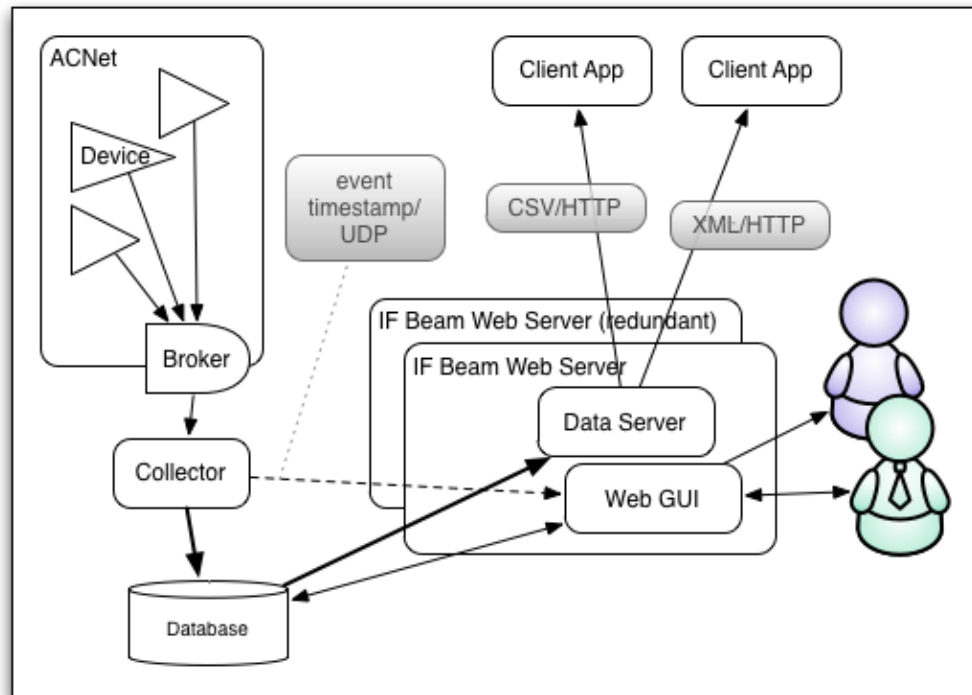 ACNet
Device
Broker
Collector
Database
event
timestamp/
UDP
Client App
Client App
CSV/HTTP
XML/HTTP
IF Beam Web Server (redundant)
IF Beam Web Server
Data Server
Web GUI